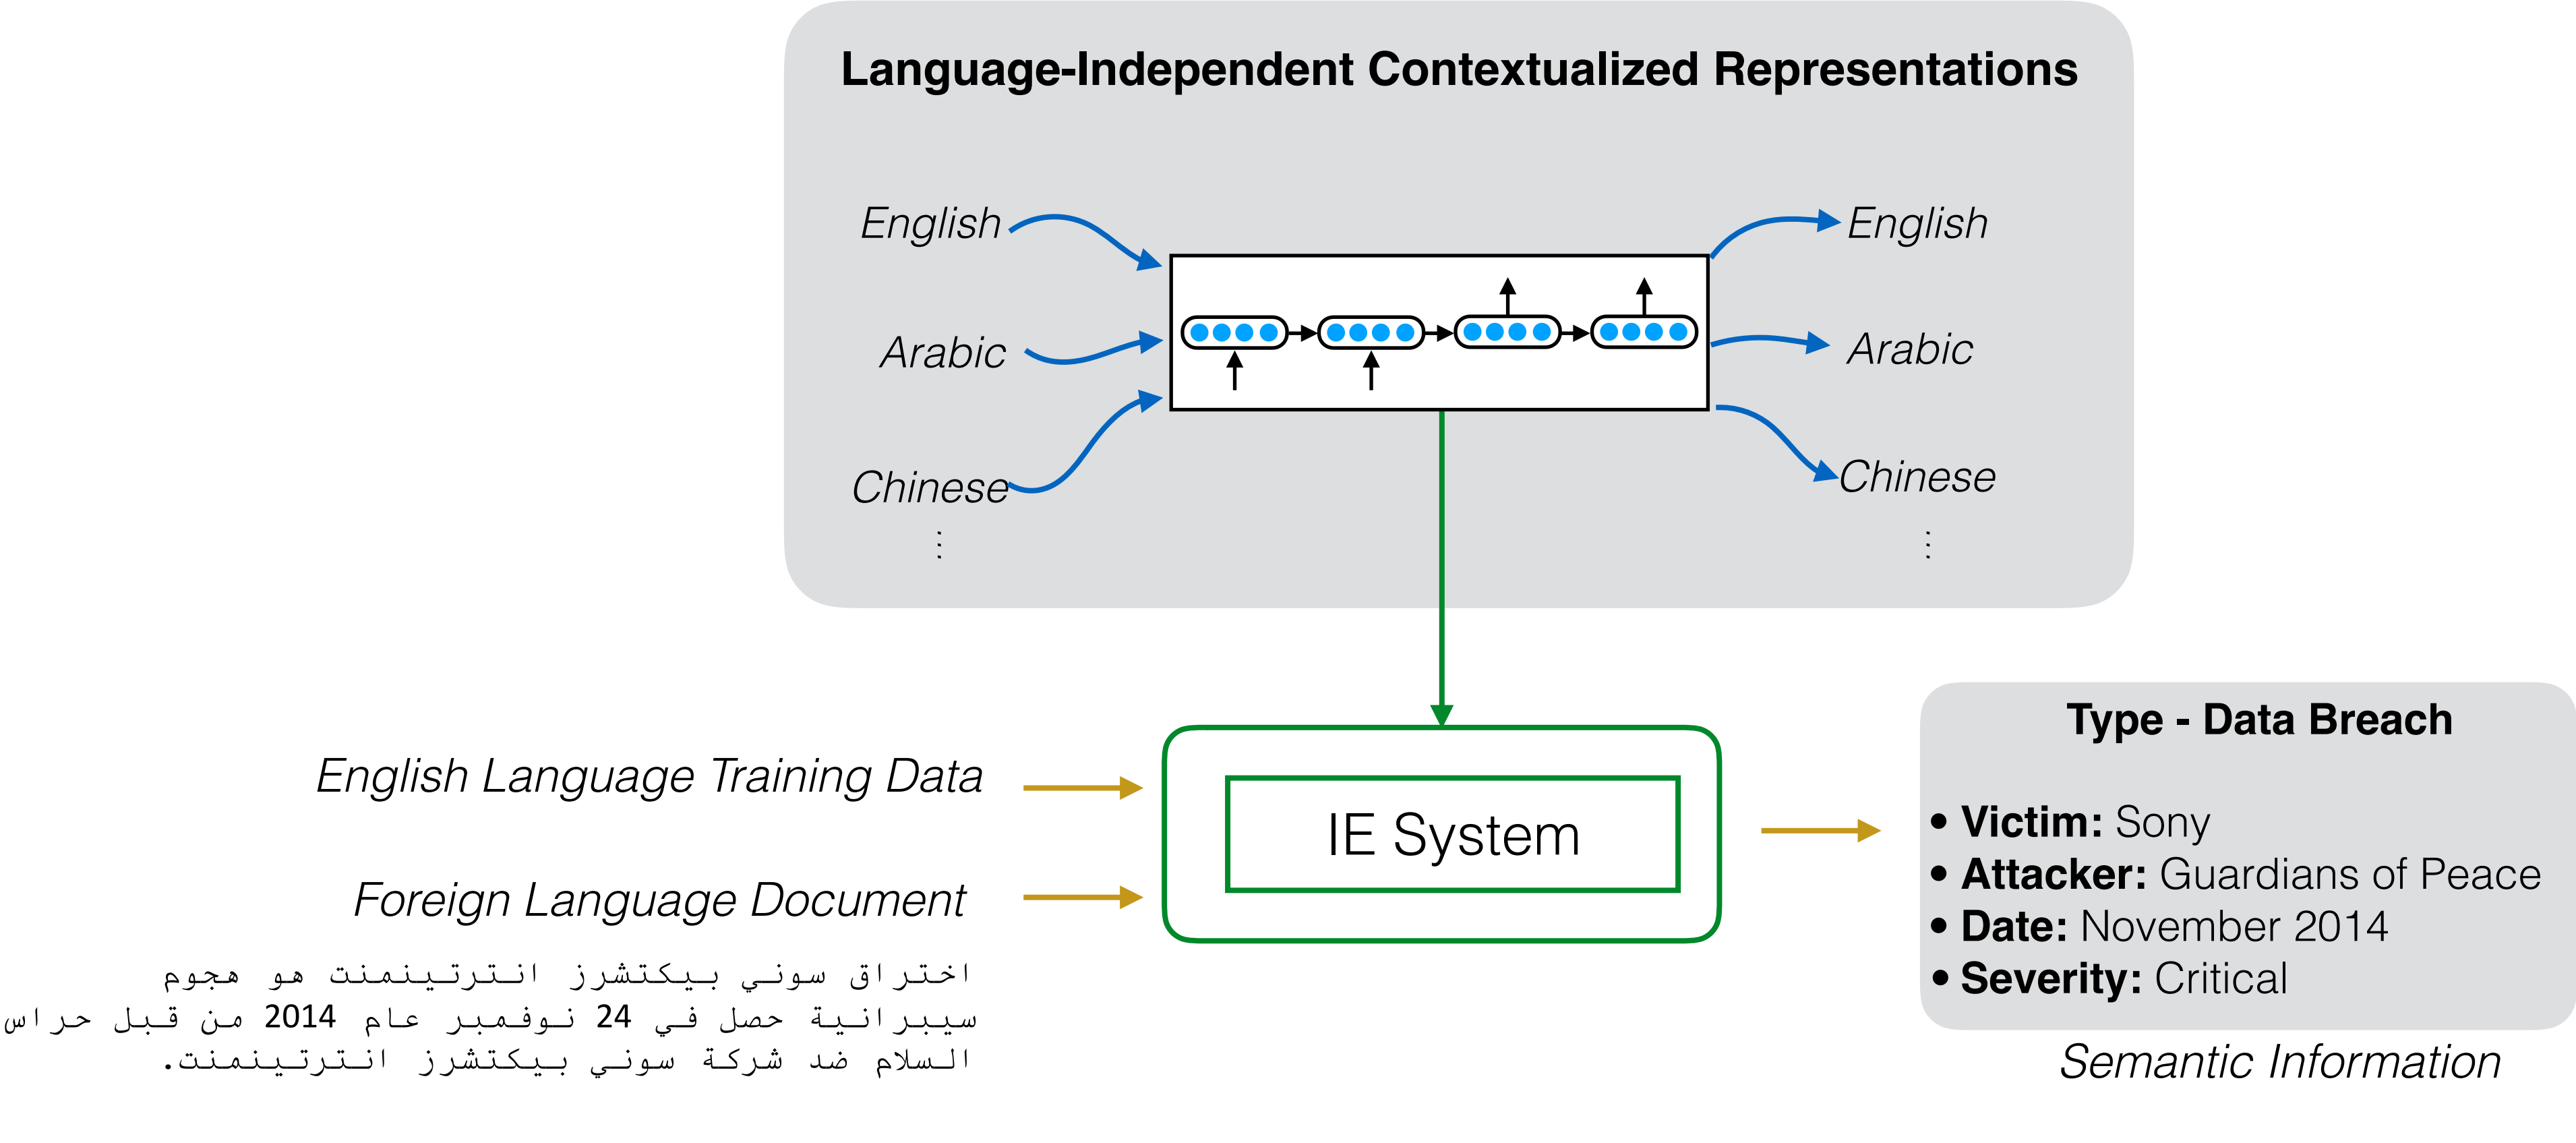 Language-Independent Contextualized Representations
English
Arabic
Chinese
...
English
Arabic
Chinese
...
English Language Training Data
Foreign Language Document
اختراق سوني بيكتشرز انترتينمنت هو هجوم
سيبرانية حصل في 24 نوفمبر عام 2014 من قبل حراس
السلام ضد شركة سوني بيكتشرز انترتينمنت.
IE System
Type - Data Breach
• Victim: Sony
• Attacker: Guardians of Peace
• Date: November 2014
• Severity: Critical
Semantic Information